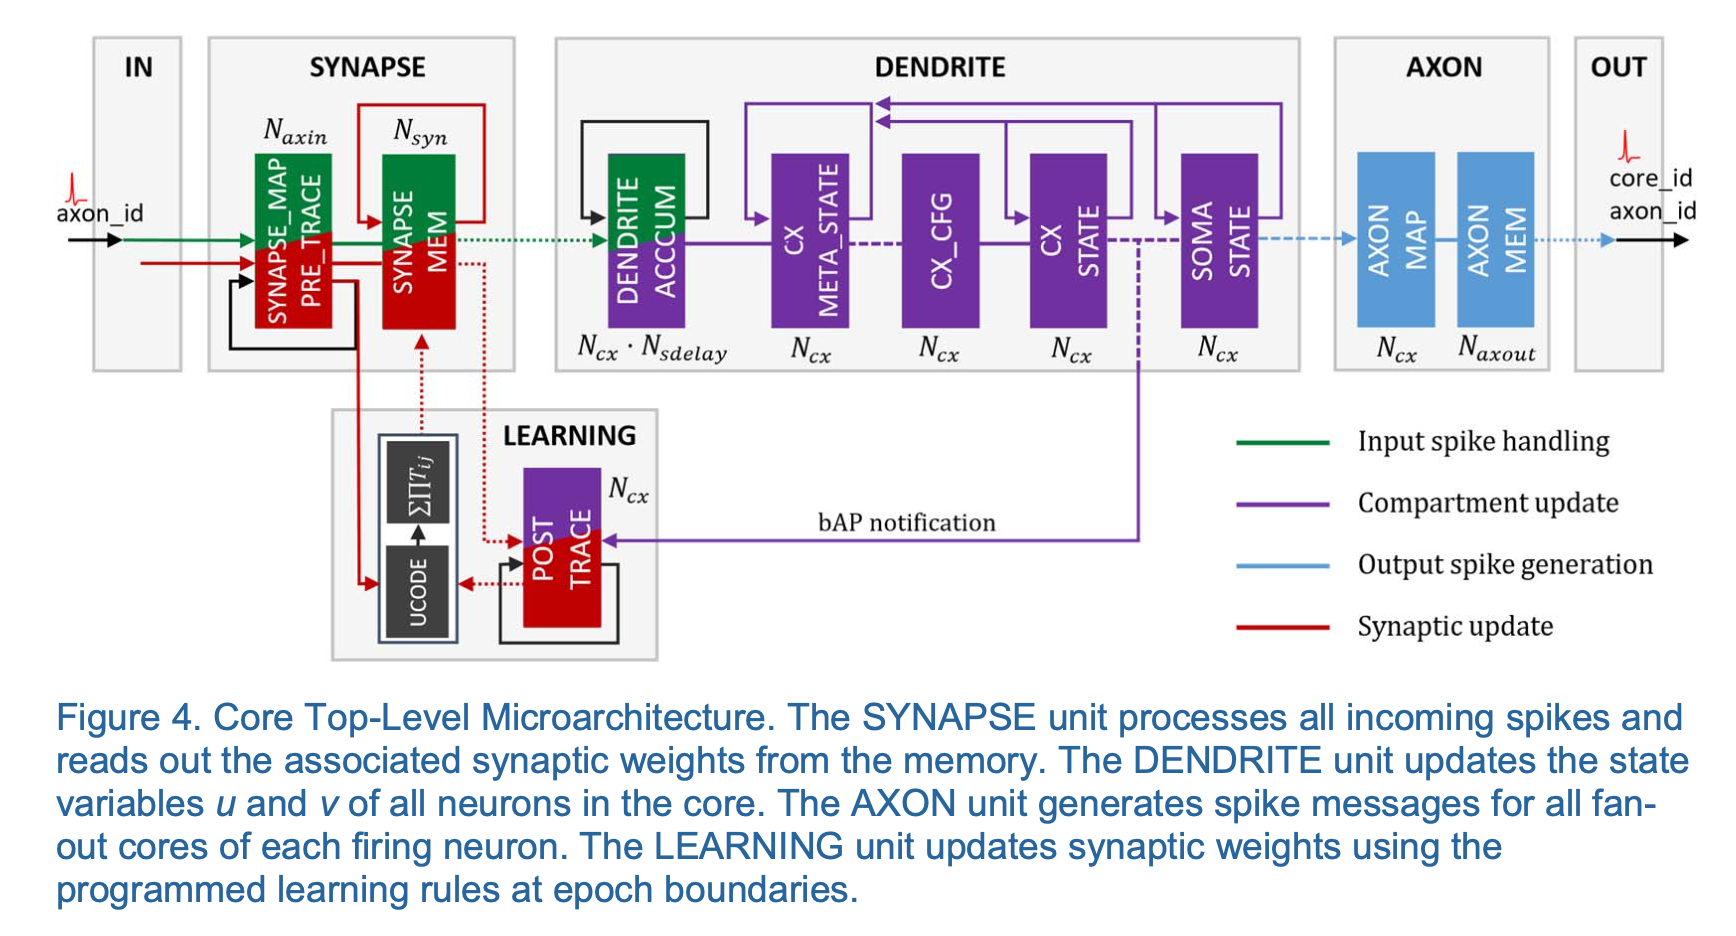 IN
SYNAPSE
DENDRITE
AXON
OUT
axon_id
N_axin
SYNAPSE_MAP
PRE_TRACE
N_syn
SYNAPSE
MEM
DENDRITE
ACCCUM
N_cx · N_sdelay
CX
META_STATE
N_cx
CX_CFG
N_cx
CX
STATE
N_cx
SOMA
STATE
N_cx
AXON
MAP
N_cx
AXON
MEM
N_axout
core_id
axon_id
LEARNING
ΣΠT_ij
UCODE
POST
TRACE
N_cx
bAP notification
Input spike handling
Compartment update
Output spike generation
Synaptic update
Figure 4. Core Top-Level Microarchitecture. The SYNAPSE unit processes all incoming spikes and
reads out the associated synaptic weights from the memory. The DENDRITE unit updates the state
variables u and v of all neurons in the core. The AXON unit generates spike messages for all fan-
out cores of each firing neuron. The LEARNING unit updates synaptic weights using the
programmed learning rules at epoch boundaries.